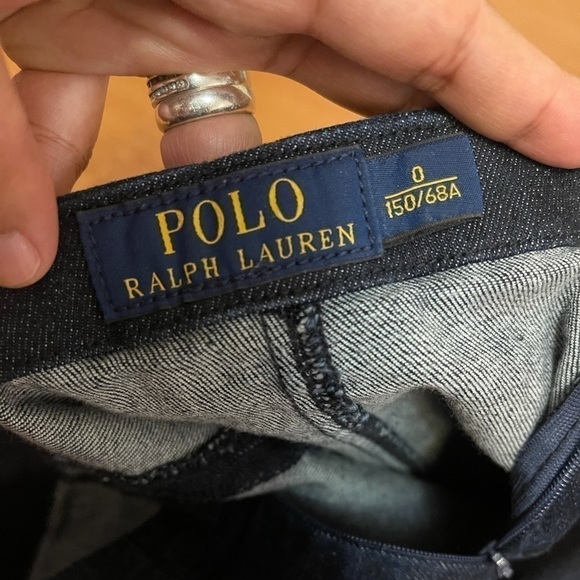 POLO
RALPH LAUREN
0
150/68A